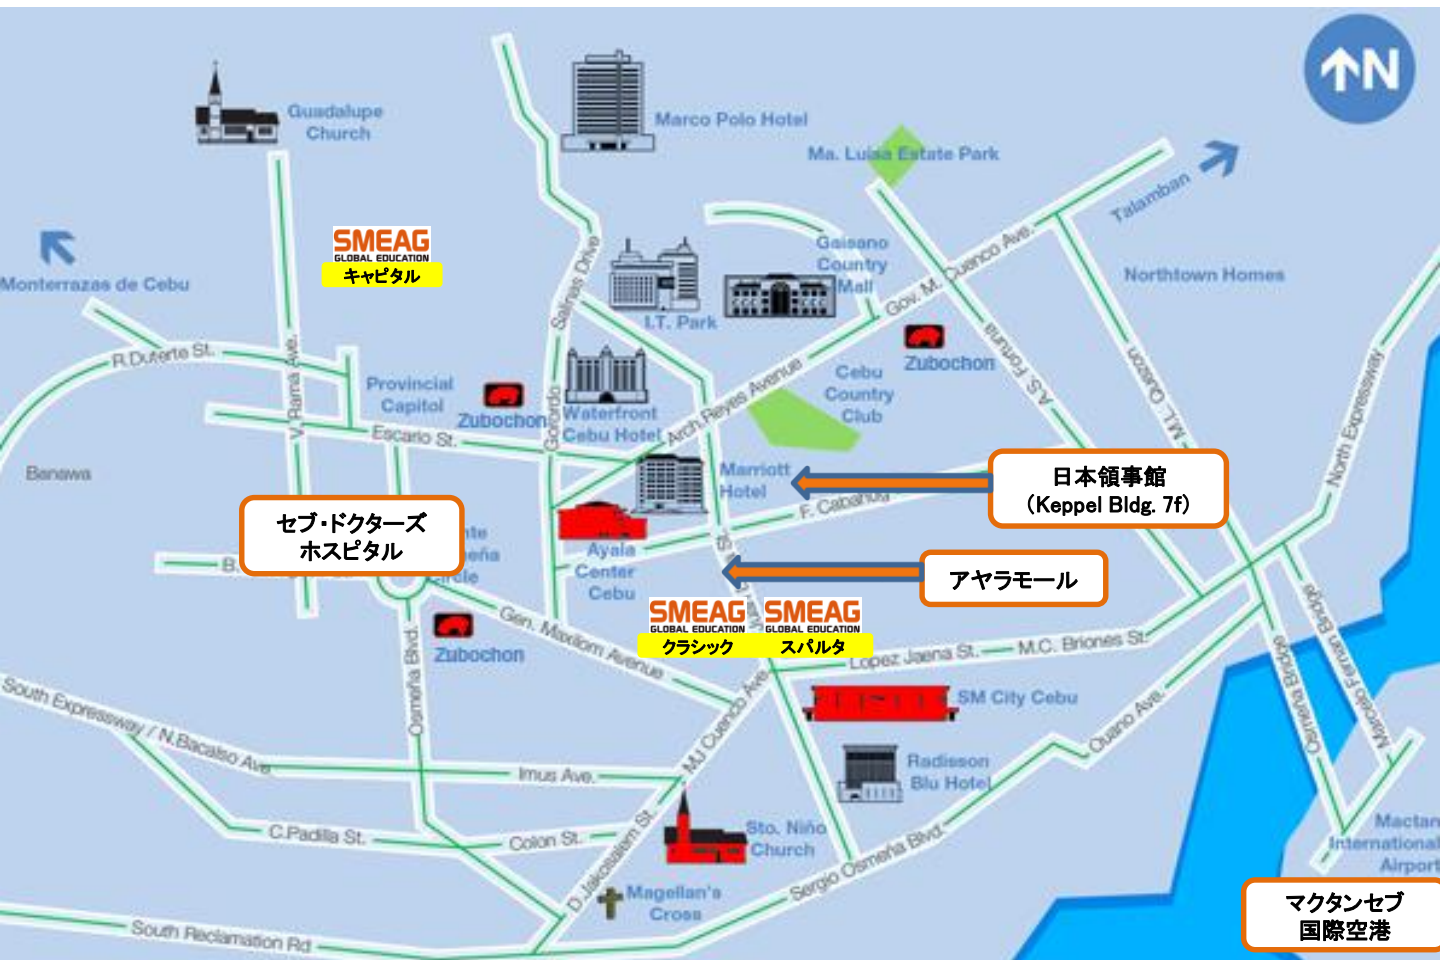 N
Guadalupe
Church
Marco Polo Hotel
Ma. Luisa Estate Park
Talamban
SMEAG
GLOBAL EDUCATION
キャピタル
Monterrazas de Cebu
Salinas Drive
Gaisano
Country
Mall
Gov. M. Cuenco Ave.
Northtown Homes
I.T. Park
R.Duterte St.
V. Rama Ave.
Zubochon
Provincial
Capitol
Zubochon
Gorordo
Waterfront
Cebu Hotel
Arch.Reyes Avenue
Cebu
Country
Club
A.S. Fortuna
M.L. Quezon
North Expressway
Escario St.
Banawa
Marriott
Hotel
日本領事館
(Keppel Bldg. 7f)
F. Cabahug
セブ・ドクターズ
ホスピタル
B.
Ayala
Center
Cebu
アヤラモール
SMEAG
GLOBAL EDUCATION
クラシック
SMEAG
GLOBAL EDUCATION
スパルタ
Zubochon
Gen. Maxilom Avenue
Osmeña Blvd.
Lopez Jaena St.
M.C. Briones St.
Osmena Bridge
Marcelo Fernan Bridge
South Expressway / N.Bacalso Ave
SM City Cebu
Ouano Ave.
MJ Cuenco Ave.
Imus Ave.
Radisson
Blu Hotel
C.Padilla St.
Colon St.
D.Jakosalem St.
Sto. Niño
Church
Sergio Osmeña Blvd.
Mactan
International
Airport
Magellan's
Cross
South Reclamation Rd
マクタンセブ
国際空港